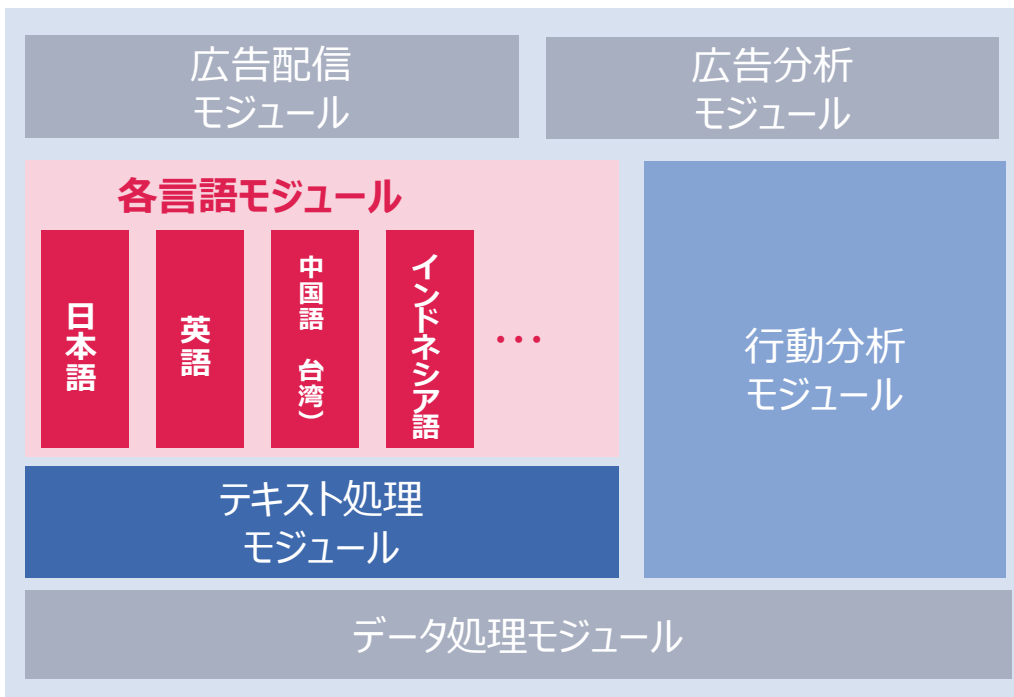 広告配信
モジュール
広告分析
モジュール
各言語モジュール
日本語
英語
中国語 台湾)
インドネシア語
...
行動分析
モジュール
テキスト処理
モジュール
データ処理モジュール